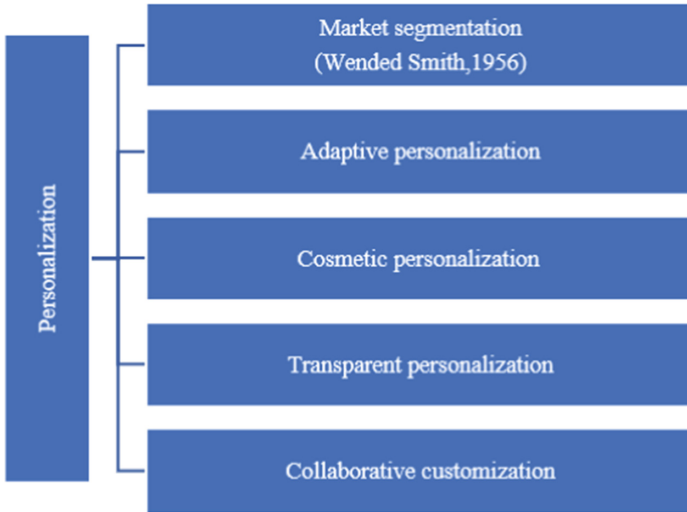 Personalization
Market segmentation
(Wended Smith,1956)
Adaptive personalization
Cosmetic personalization
Transparent personalization
Collaborative customization